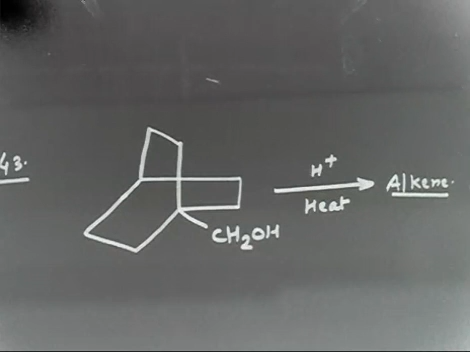 43.
H+
Heat
Alkene.
CH2OH